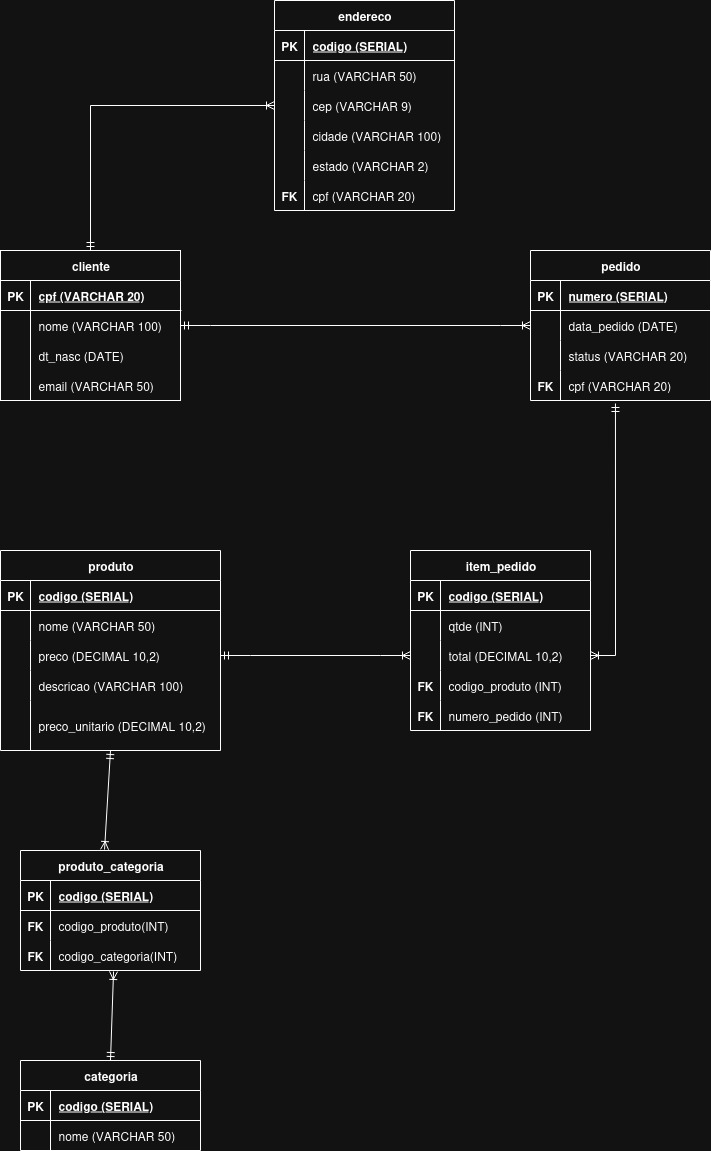 endereco
PK codigo (SERIAL)
rua (VARCHAR 50)
cep (VARCHAR 9)
cidade (VARCHAR 100)
estado (VARCHAR 2)
FK cpf (VARCHAR 20)
cliente
PK cpf (VARCHAR 20)
nome (VARCHAR 100)
dt_nasc (DATE)
email (VARCHAR 50)
pedido
PK numero (SERIAL)
data_pedido (DATE)
status (VARCHAR 20)
FK cpf (VARCHAR 20)
produto
PK codigo (SERIAL)
nome (VARCHAR 50)
preco (DECIMAL 10,2)
descricao (VARCHAR 100)
preco_unitario (DECIMAL 10,2)
item_pedido
PK codigo (SERIAL)
qtde (INT)
total (DECIMAL 10,2)
FK codigo_produto (INT)
FK numero_pedido (INT)
produto_categoria
PK codigo (SERIAL)
FK codigo_produto(INT)
FK codigo_categoria(INT)
categoria
PK codigo (SERIAL)
nome (VARCHAR 50)